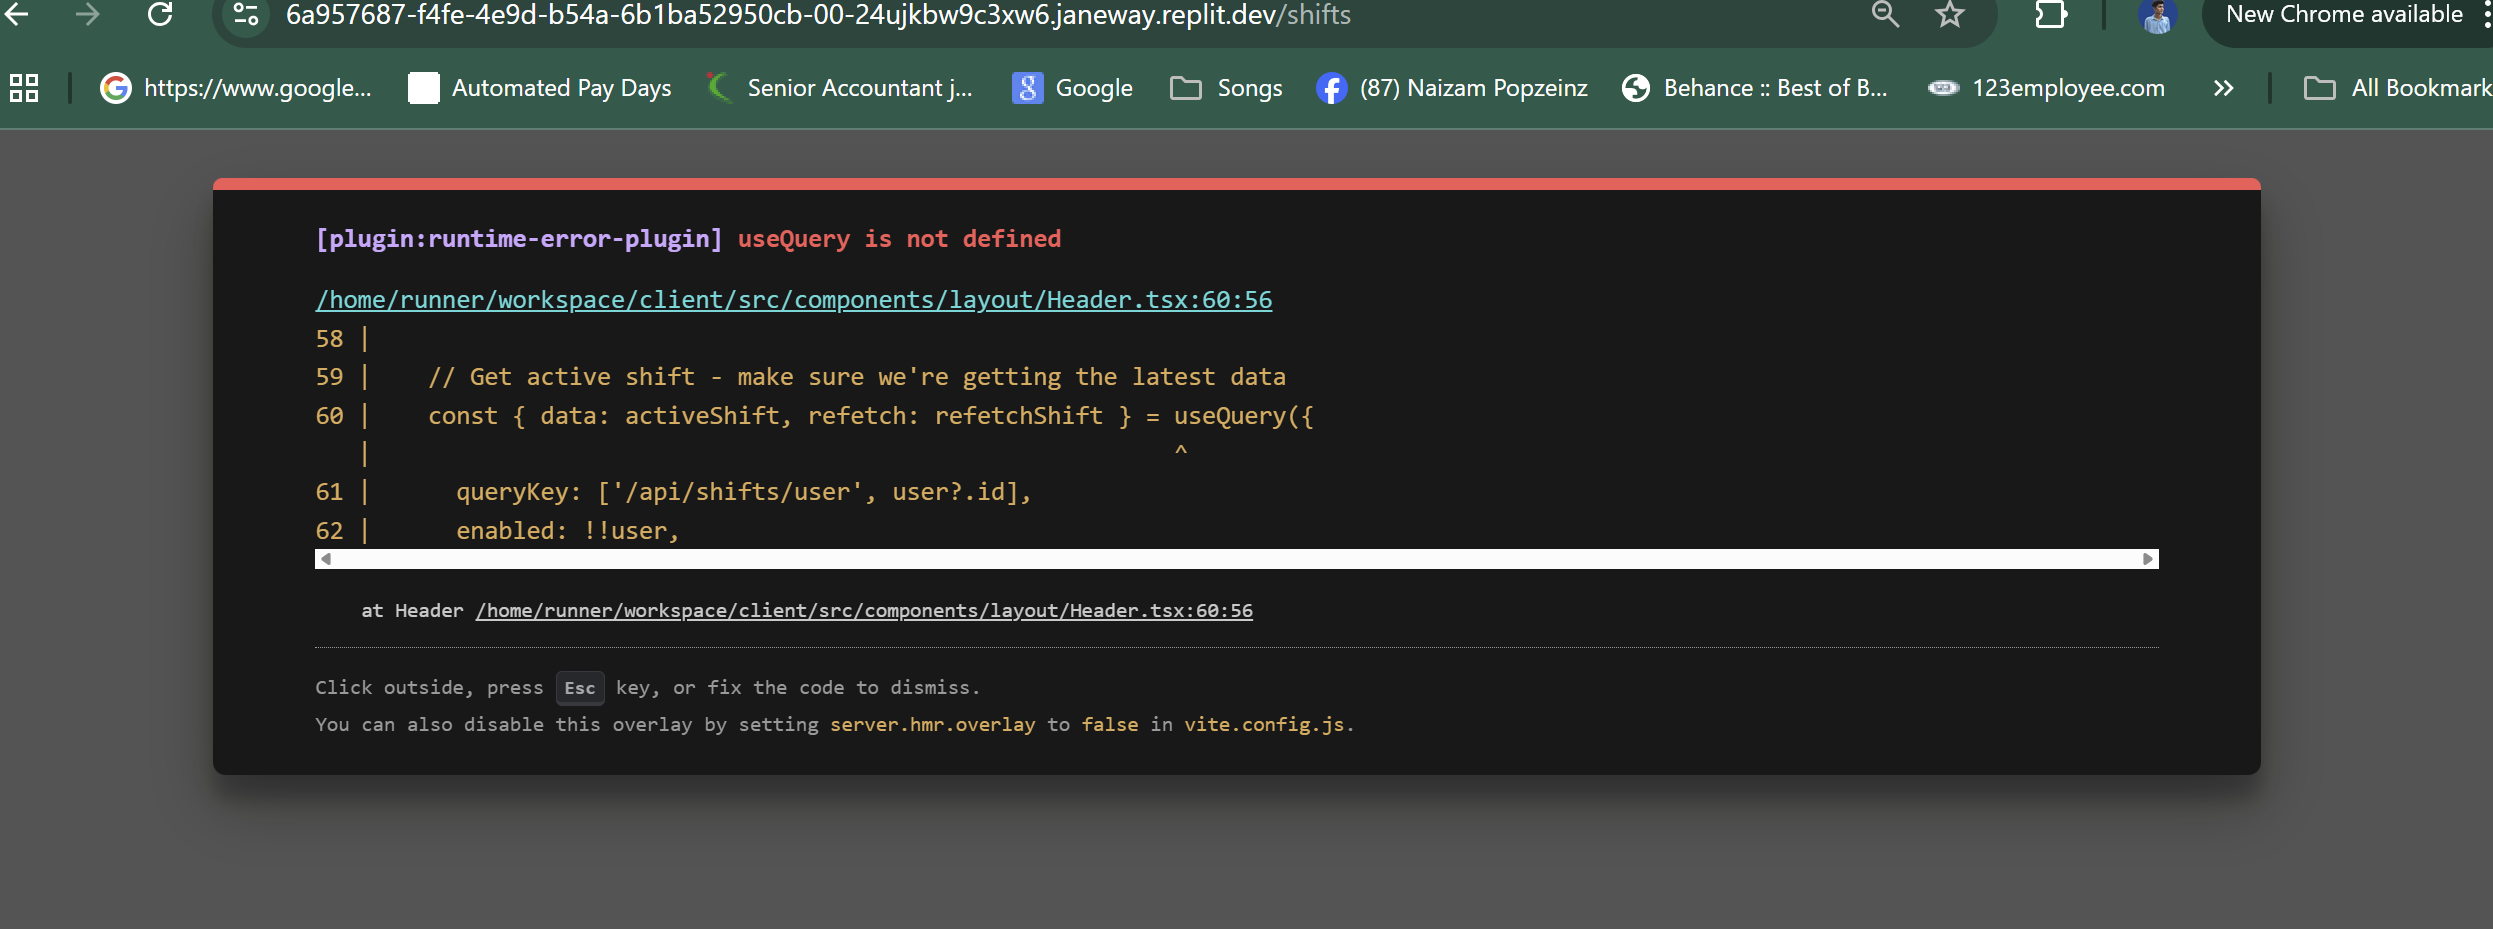 6a957687-f4fe-4e9d-b54a-6b1ba52950cb-00-24ujkbw9c3xw6.janeway.replit.dev/shifts
New Chrome available
https://www.google...
Automated Pay Days
Senior Accountant j...
Google
Songs
(87) Naizam Popzeinz
Behance :: Best of B...
123employee.com
All Bookmark
[plugin:runtime-error-plugin] useQuery is not defined
/home/runner/workspace/client/src/components/layout/Header.tsx:60:56
58 |
59 | // Get active shift - make sure we're getting the latest data
60 | const { data: activeShift, refetch: refetchShift } = useQuery({
| ^
61 | queryKey: ['/api/shifts/user', user?.id],
62 | enabled: !!user,
at Header /home/runner/workspace/client/src/components/layout/Header.tsx:60:56
Click outside, press Esc key, or fix the code to dismiss.
You can also disable this overlay by setting server.hmr.overlay to false in vite.config.js.